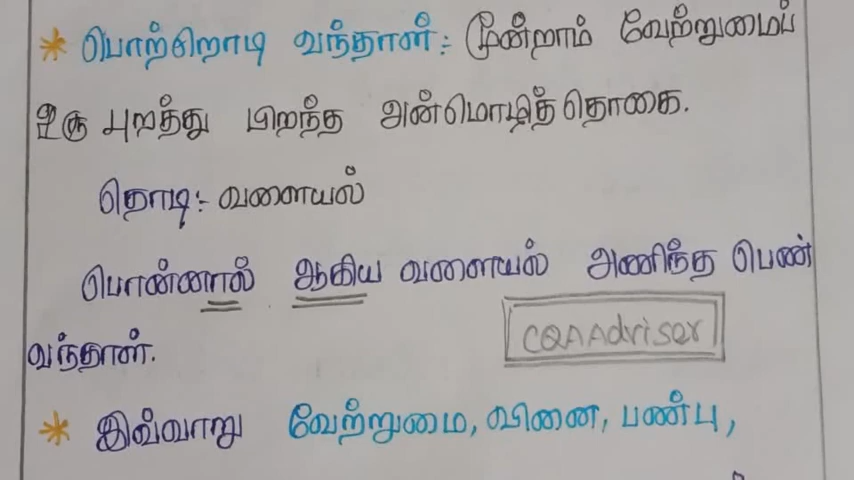 * பொற்றொடி வந்தாள்:- மூன்றாம் வேற்றுமைப்
உரு புறத்து பிறந்த அன்மொழித் தொகை.
தொடி:- வளையல்
பொன்னால் ஆகிய வளையல் அணிந்த பெண்
வந்தாள்.
CQAAdviser
* இவ்வாறு வேற்றுமை, வினை, பண்பு,